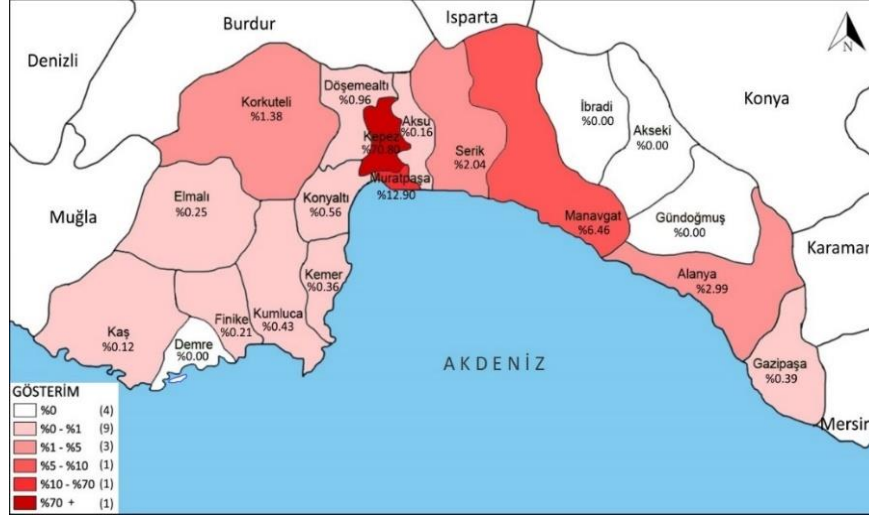 Isparta
Burdur
Denizli
N
Konya
Döşemealtı
%0.96
Korkuteli
%1.38
İbradi
%0.00
Aksu
%0.16
Akseki
%0.00
Kepez
%70.80
Serik
%2.04
Muratpaşa
%12.90
Elmalı
%0.25
Konyaltı
%0.56
Muğla
Manavgat
%6.46
Gündoğmuş
%0.00
Karaman
Kemer
%0.36
Alanya
%2.99
Kaş
%0.12
Finike
%0.21
Kumluca
%0.43
Demre
%0.00
AKDENİZ
Gazipaşa
%0.39
Mersin
GÖSTERİM
%0 (4)
%0 - %1 (9)
%1 - %5 (3)
%5 - %10 (1)
%10 - %70 (1)
%70 + (1)